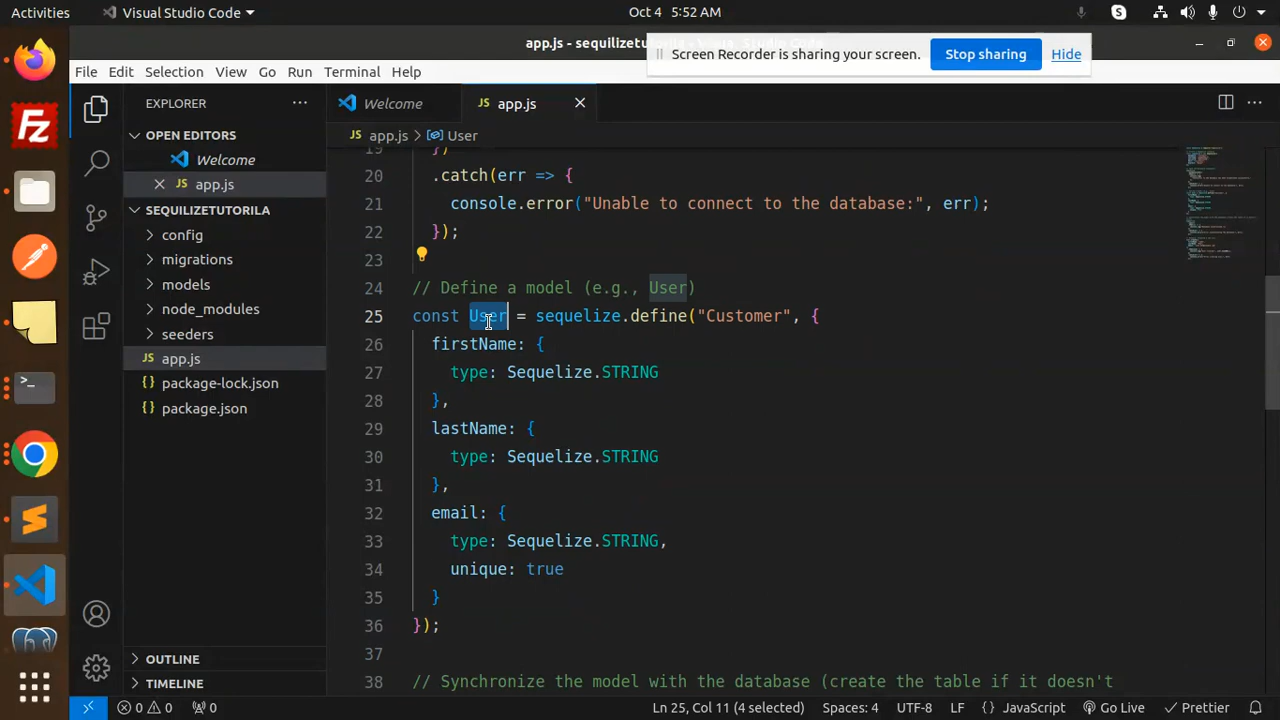 Activities
Visual Studio Code
Oct 4 5:52 AM
app.js - sequilizetutorila -
Screen Recorder is sharing your screen.
Stop sharing
Hide
File Edit Selection View Go Run Terminal Help
EXPLORER
Welcome
JS app.js
OPEN EDITORS
JS app.js > User
Welcome
JS app.js
SEQUILIZETUTORILA
config
migrations
models
node_modules
seeders
JS app.js
{} package-lock.json
{} package.json
19 })
20 .catch(err => {
21 console.error("Unable to connect to the database:", err);
22 });
23
24 // Define a model (e.g., User)
25 const User = sequelize.define("Customer", {
26 firstName: {
27 type: Sequelize.STRING
28 },
29 lastName: {
30 type: Sequelize.STRING
31 },
32 email: {
33 type: Sequelize.STRING,
34 unique: true
35 }
36 });
37
38 // Synchronize the model with the database (create the table if it doesn't
OUTLINE
TIMELINE
0 0 0
Ln 25, Col 11 (4 selected)
Spaces: 4
UTF-8
LF
{} JavaScript
Go Live
Prettier